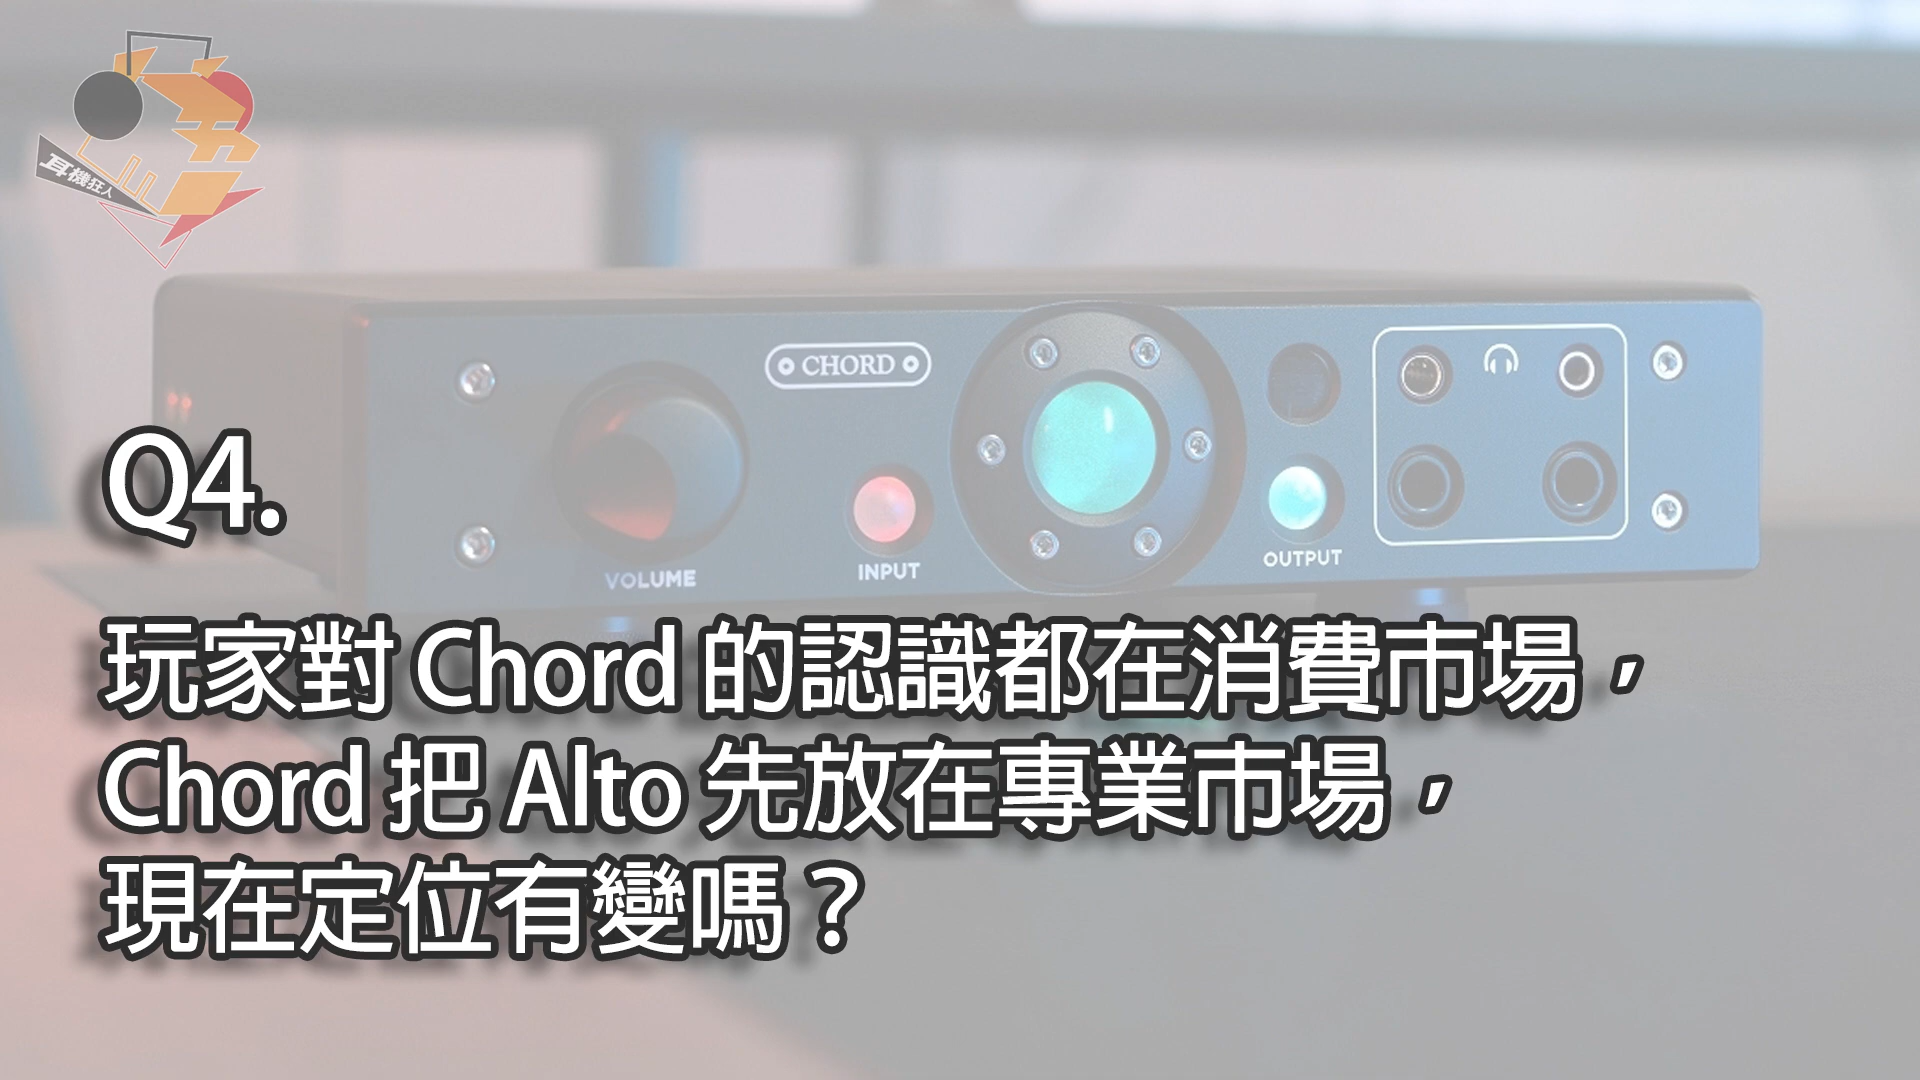 耳機狂人
CHORD
VOLUME
INPUT
OUTPUT
Q4.
玩家對 Chord 的認識都在消費市場，
Chord 把 Alto 先放在專業市場，
現在定位有變嗎？